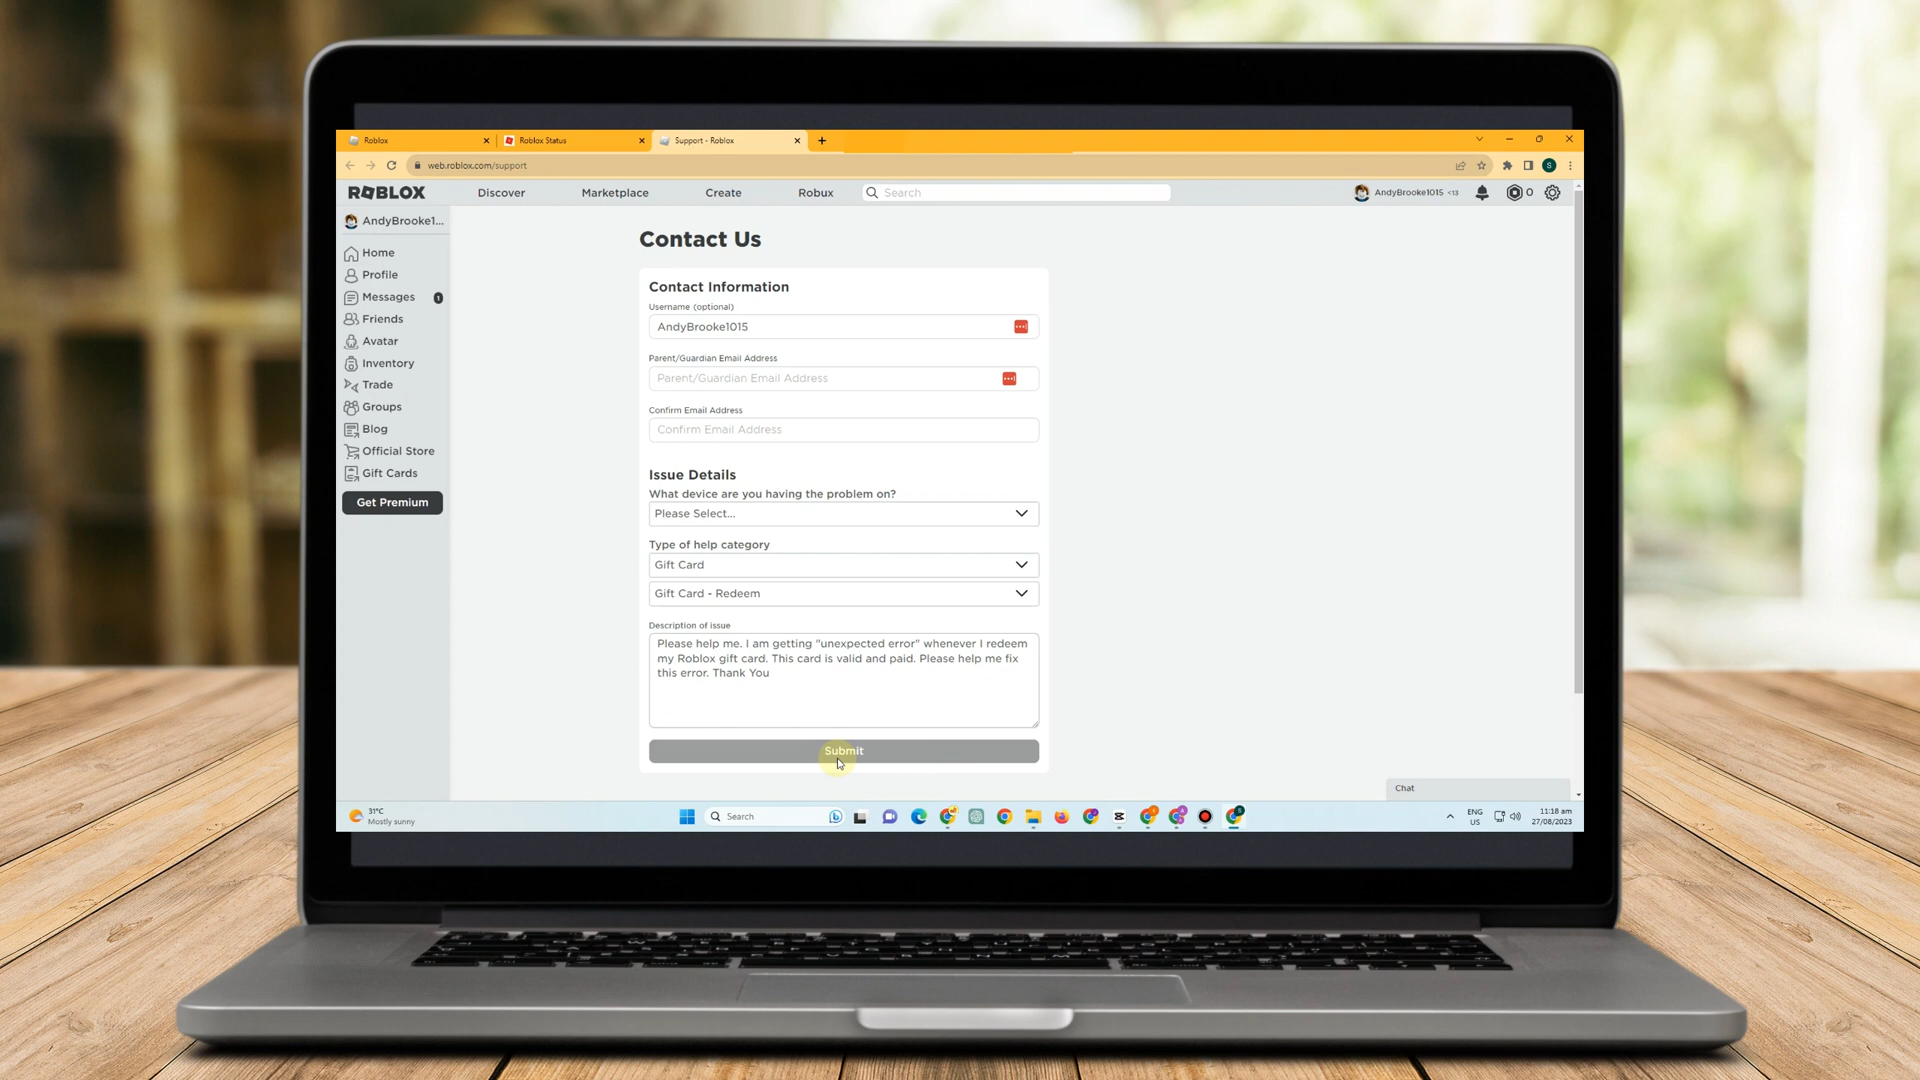 Roblox
Roblox Status
Support - Roblox
web.roblox.com/support
S
ROBLOX
Discover
Marketplace
Create
Robux
Search
AndyBrooke1015 <13
0
AndyBrooke1...
Home
Profile
Messages 1
Friends
Avatar
Inventory
Trade
Groups
Blog
Official Store
Gift Cards
Get Premium
Contact Us
Contact Information
Username (optional)
AndyBrooke1015
Parent/Guardian Email Address
Parent/Guardian Email Address
Confirm Email Address
Confirm Email Address
Issue Details
What device are you having the problem on?
Please Select...
Type of help category
Gift Card
Gift Card - Redeem
Description of issue
Please help me. I am getting "unexpected error" whenever I redeem
my Roblox gift card. This card is valid and paid. Please help me fix
this error. Thank You
Submit
Chat
31°C
Mostly sunny
Search
ENG
US
11:18 am
27/08/2023